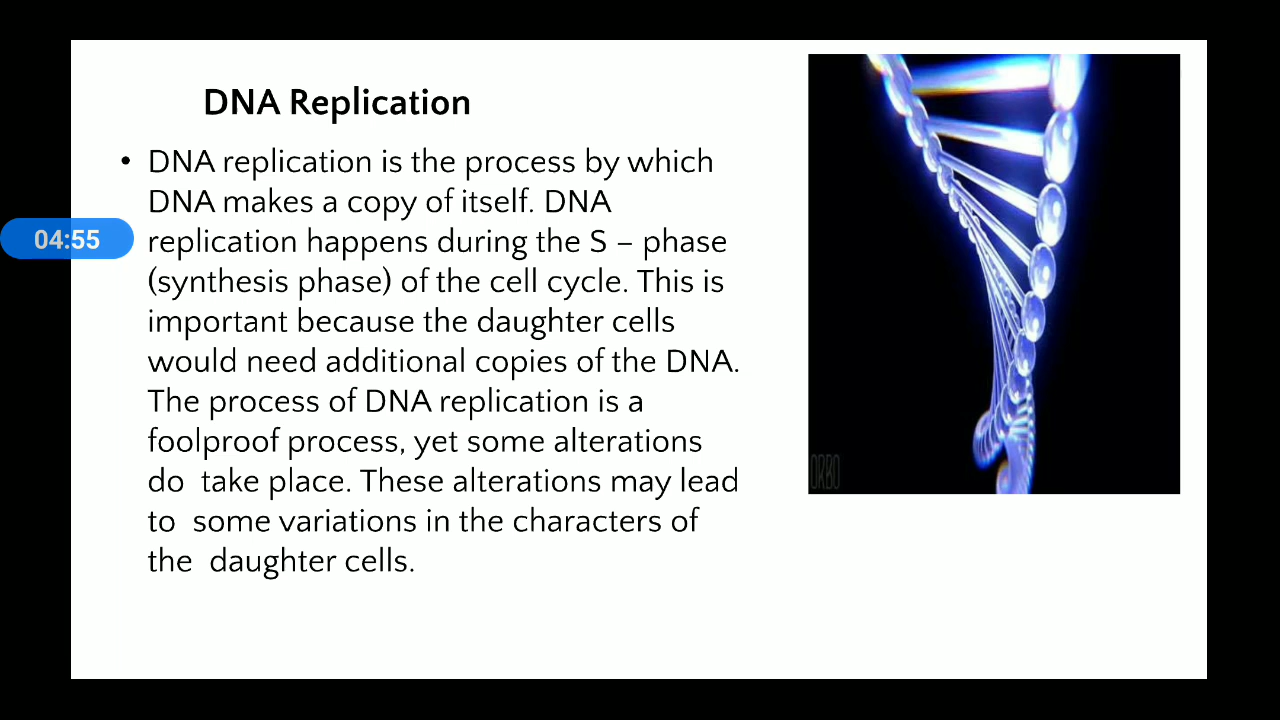 DNA Replication
• DNA replication is the process by which
DNA makes a copy of itself. DNA
04:55
replication happens during the S – phase
(synthesis phase) of the cell cycle. This is
important because the daughter cells
would need additional copies of the DNA.
The process of DNA replication is a
foolproof process, yet some alterations
do  take place. These alterations may lead
to  some variations in the characters of
the  daughter cells.
ORBO